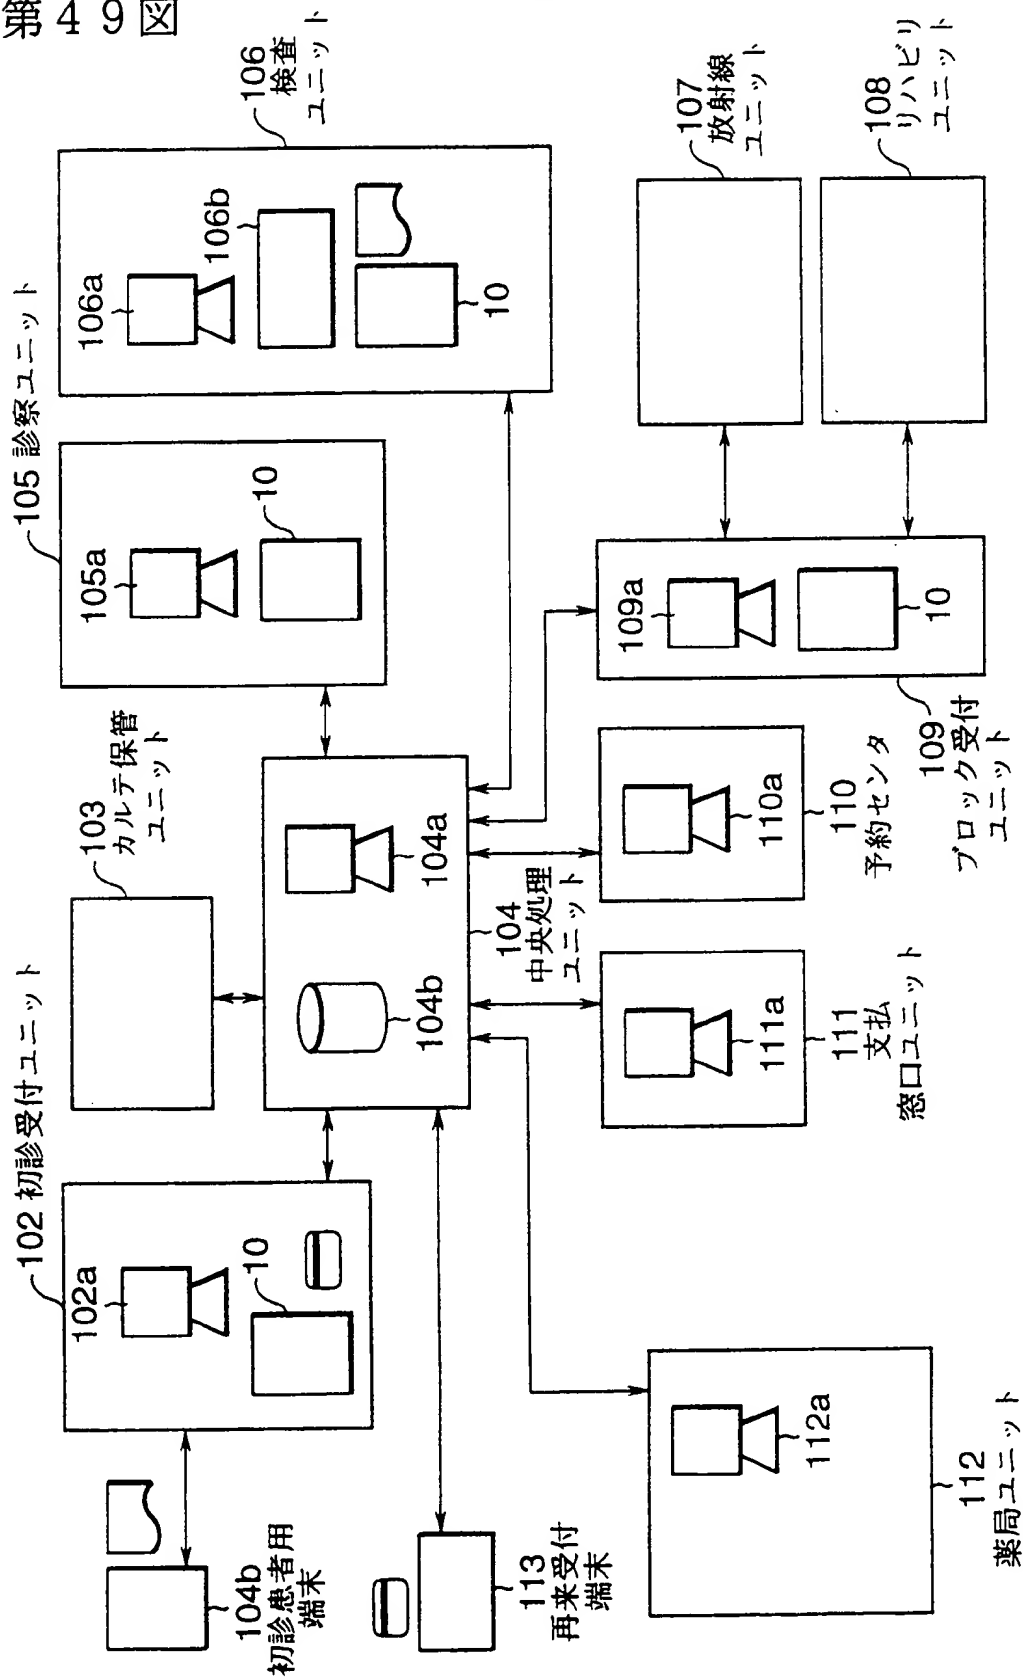 第４９図
102 初診受付ユニット
102a
10
104b
初診患者用
端末
113
再来受付
端末
103
カルテ保管
ユニット
104a
104b
104
中央処理
ユニット
105 診察ユニット
105a
10
106
検査
ユニット
106a
106b
10
107
放射線
ユニット
108
リハビリ
ユニット
109a
10
109
ブロック受付
ユニット
110a
110
予約センタ
111a
111
支払
窓口ユニット
112a
112
薬局ユニット